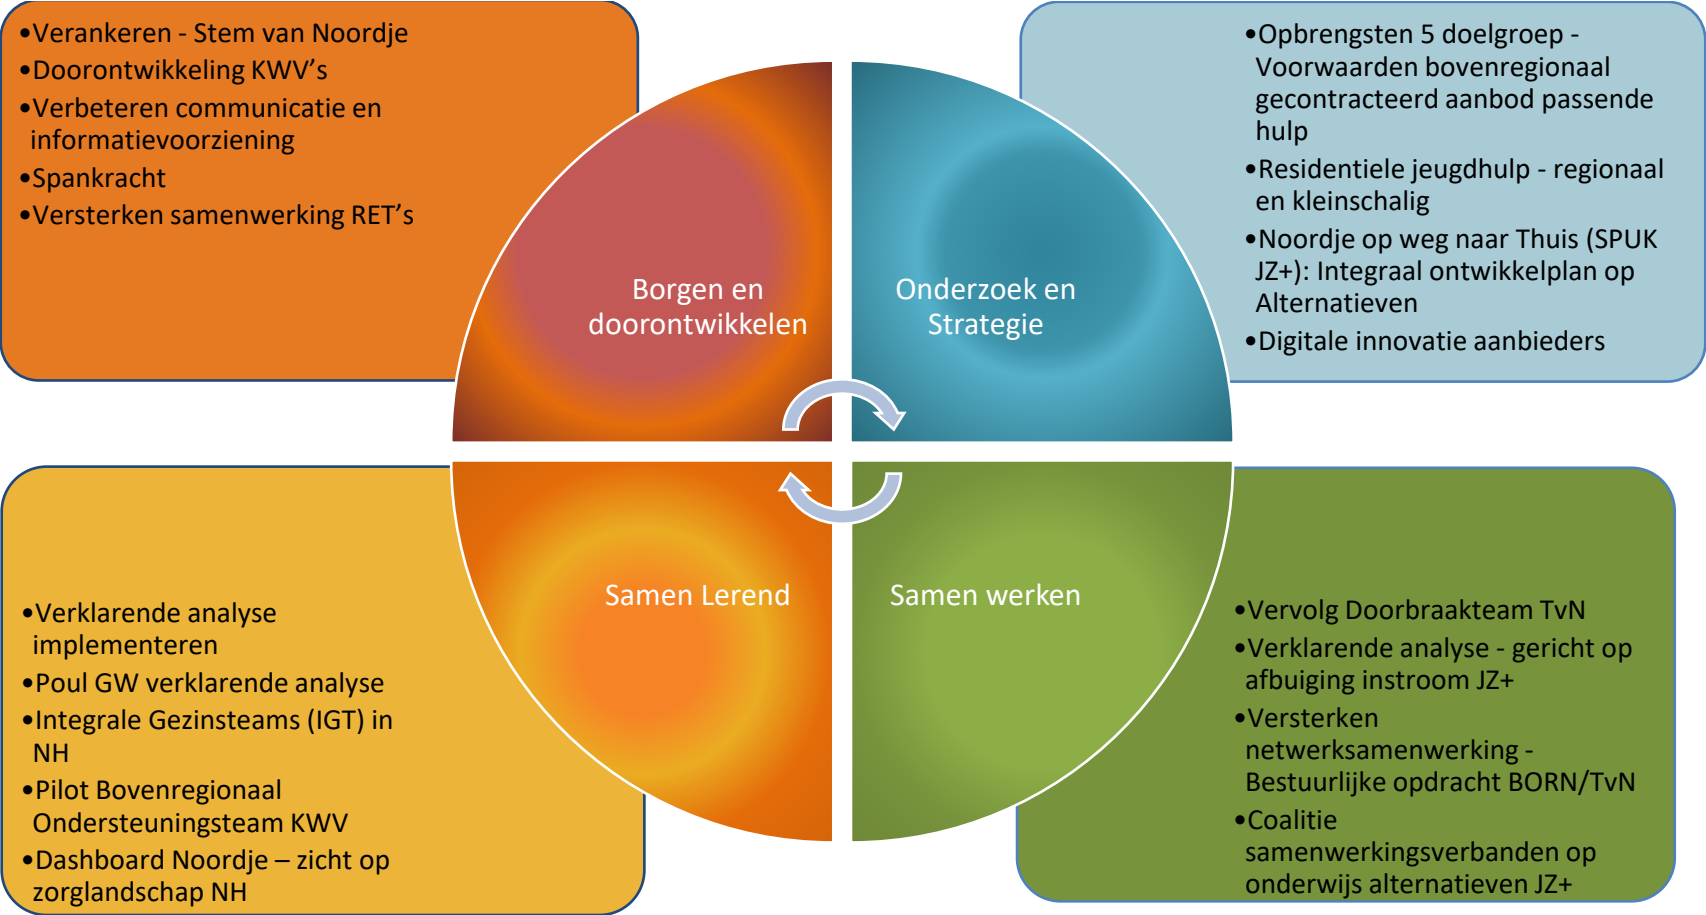 •Verankeren - Stem van Noordje
•Doorontwikkeling KWV’s
•Verbeteren communicatie en
informatievoorziening
•Spankracht
•Versterken samenwerking RET’s
•Opbrengsten 5 doelgroep -
Voorwaarden bovenregionaal
gecontracteerd aanbod passende
hulp
•Residentiele jeugdhulp - regionaal
en kleinschalig
•Noordje op weg naar Thuis (SPUK
JZ+): Integraal ontwikkelplan op
Alternatieven
•Digitale innovatie aanbieders
Borgen en
doorontwikkelen
Onderzoek en
Strategie
Samen Lerend
Samen werken
•Verklarende analyse
implementeren
•Poul GW verklarende analyse
•Integrale Gezinsteams (IGT) in
NH
•Pilot Bovenregionaal
Ondersteuningsteam KWV
•Dashboard Noordje – zicht op
zorglandschap NH
•Vervolg Doorbraakteam TvN
•Verklarende analyse - gericht op
afbuiging instroom JZ+
•Versterken
netwerksamenwerking -
Bestuurlijke opdracht BORN/TvN
•Coalitie
samenwerkingsverbanden op
onderwijs alternatieven JZ+